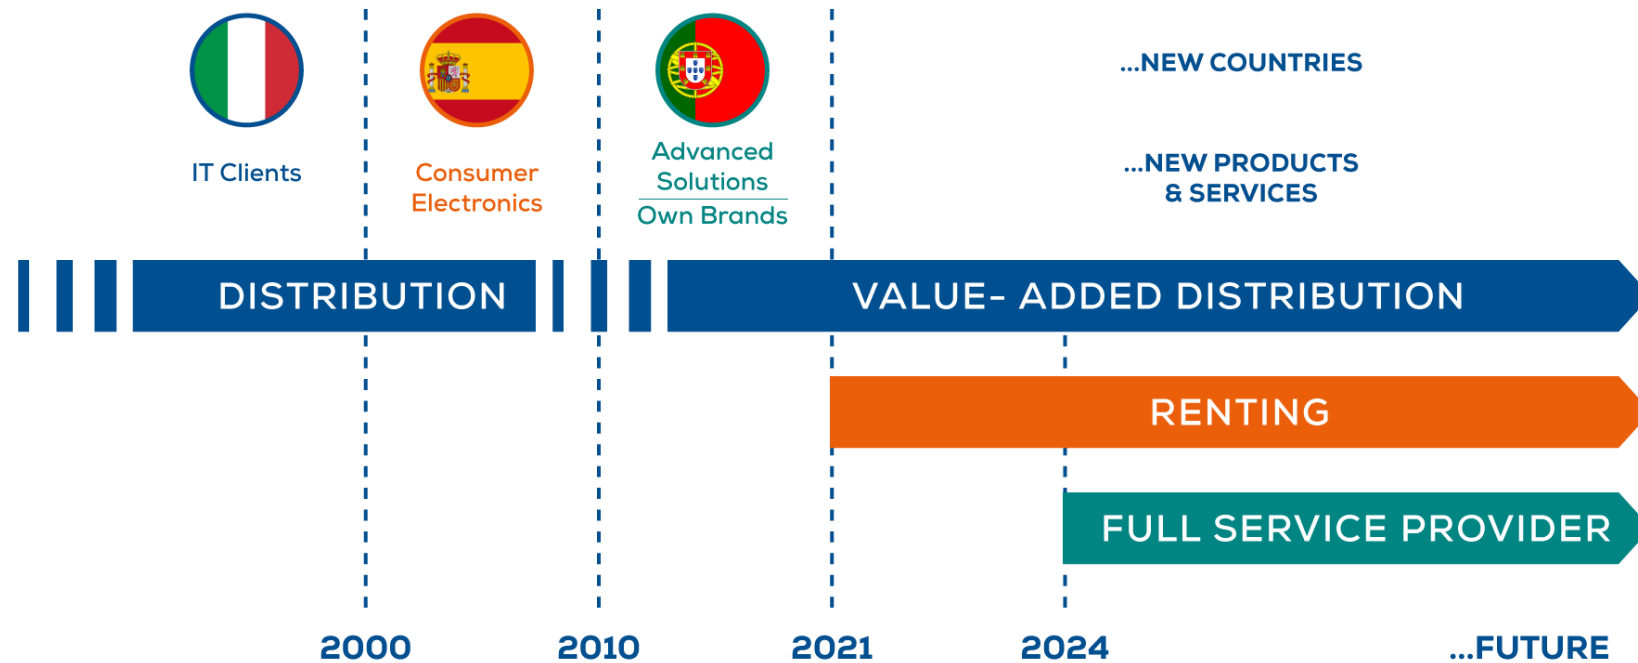 ...NEW COUNTRIES
IT Clients
Consumer
Electronics
Advanced
Solutions
Own Brands
...NEW PRODUCTS
& SERVICES
DISTRIBUTION
VALUE- ADDED DISTRIBUTION
RENTING
FULL SERVICE PROVIDER
2000
2010
2021
2024
...FUTURE